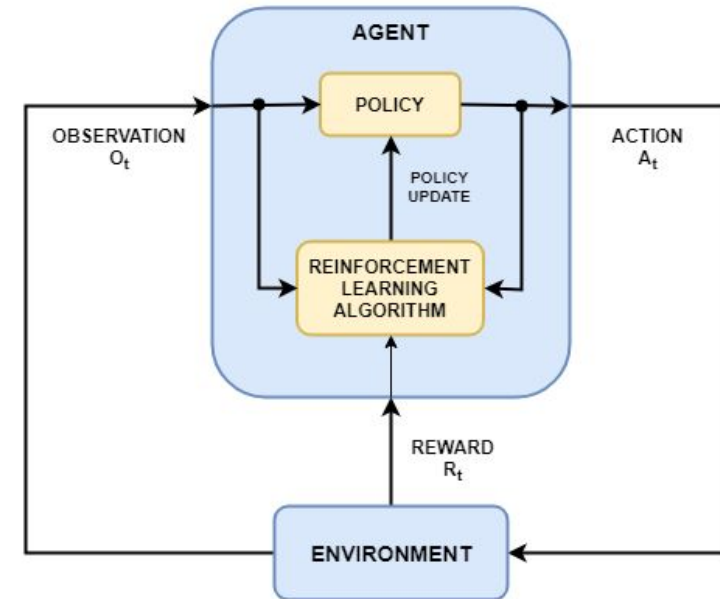 AGENT
POLICY
OBSERVATION
Oₜ
ACTION
Aₜ
POLICY
UPDATE
REINFORCEMENT
LEARNING
ALGORITHM
REWARD
Rₜ
ENVIRONMENT